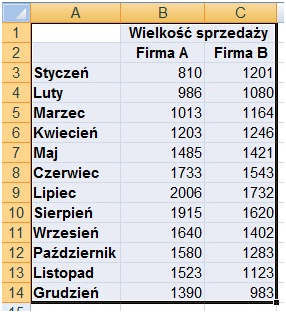 A B C
1 Wielkość sprzedaży
2 Firma A Firma B
3 Styczeń 810 1201
4 Luty 986 1080
5 Marzec 1013 1164
6 Kwiecień 1203 1246
7 Maj 1485 1421
8 Czerwiec 1733 1543
9 Lipiec 2006 1732
10 Sierpień 1915 1620
11 Wrzesień 1640 1402
12 Październik 1580 1283
13 Listopad 1523 1123
14 Grudzień 1390 983